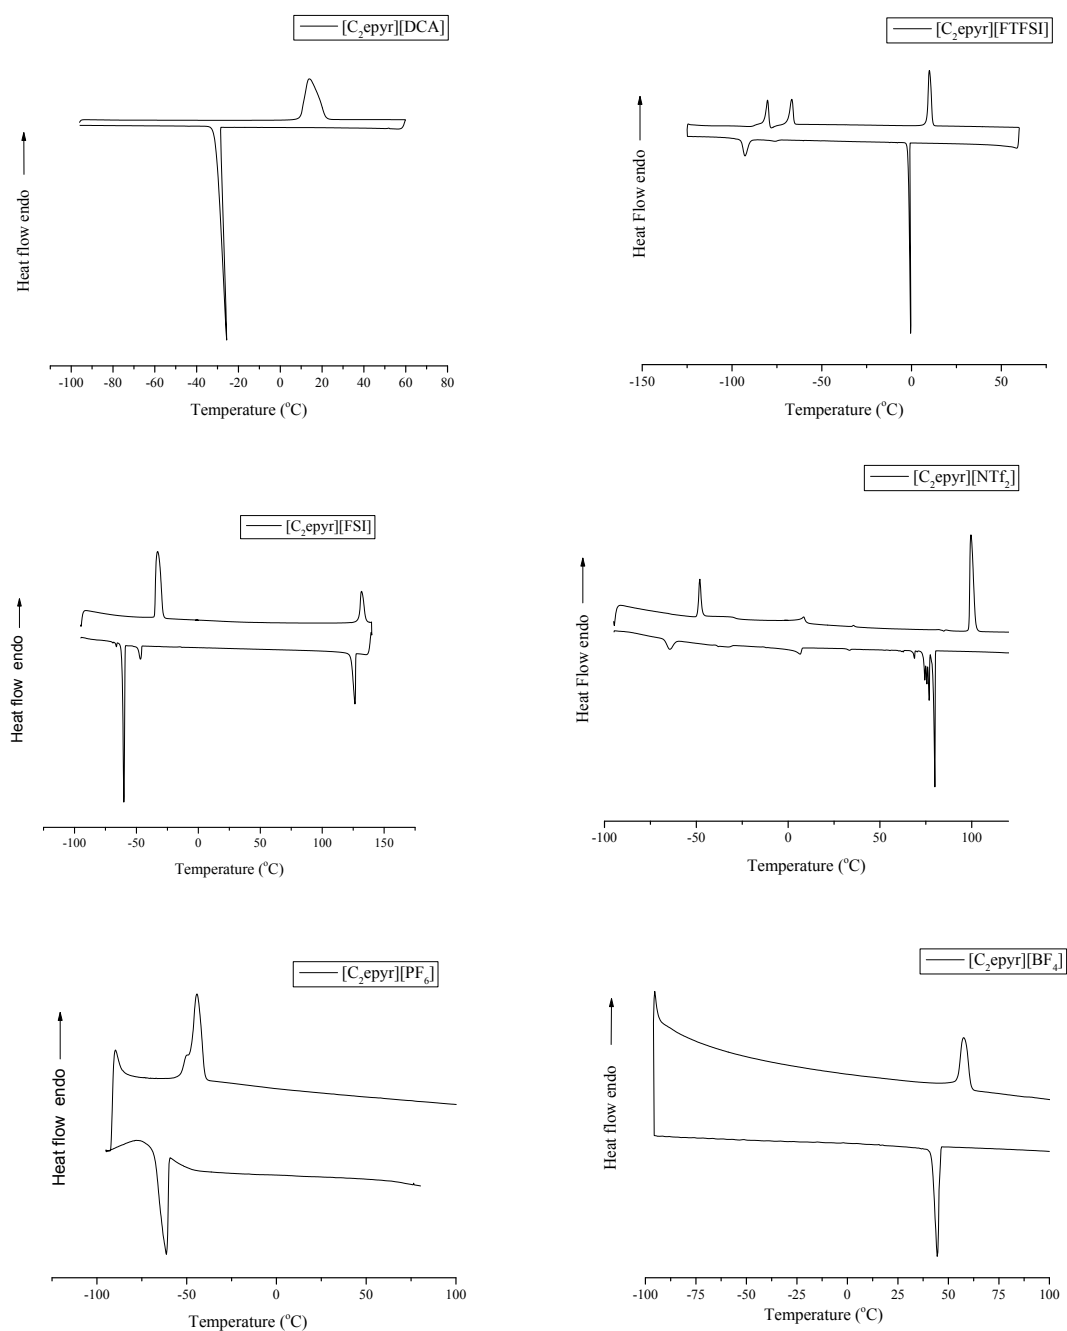 [C₂epyr][DCA]
Heat flow endo
-100 -80 -60 -40 -20 0 20 40 60 80
Temperature (°C)
[C₂epyr][FTFSI]
Heat Flow endo
-150 -100 -50 0 50
Temperature (°C)
[C₂epyr][FSI]
Heat flow endo
-100 -50 0 50 100 150
Temperature (°C)
[C₂epyr][NTf₂]
Heat Flow endo
-100 -50 0 50 100
Temperature (°C)
[C₂epyr][PF₆]
Heat flow endo
-100 -50 0 50 100
Temperature (°C)
[C₂epyr][BF₄]
Heat flow endo
-100 -75 -50 -25 0 25 50 75 100
Temperature (°C)